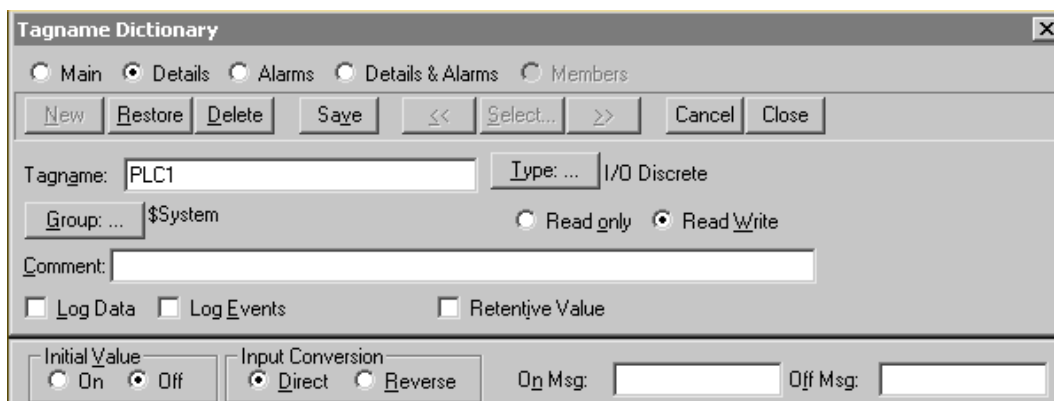 Tagname Dictionary
Main Details Alarms Details & Alarms Members
New Restore Delete Save << Select... >> Cancel Close
Tagname: PLC1 Type: ... I/O Discrete
Group: ... $System Read only Read Write
Comment:
Log Data Log Events Retentive Value
Initial Value Input Conversion
On Off Direct Reverse On Msg: Off Msg: